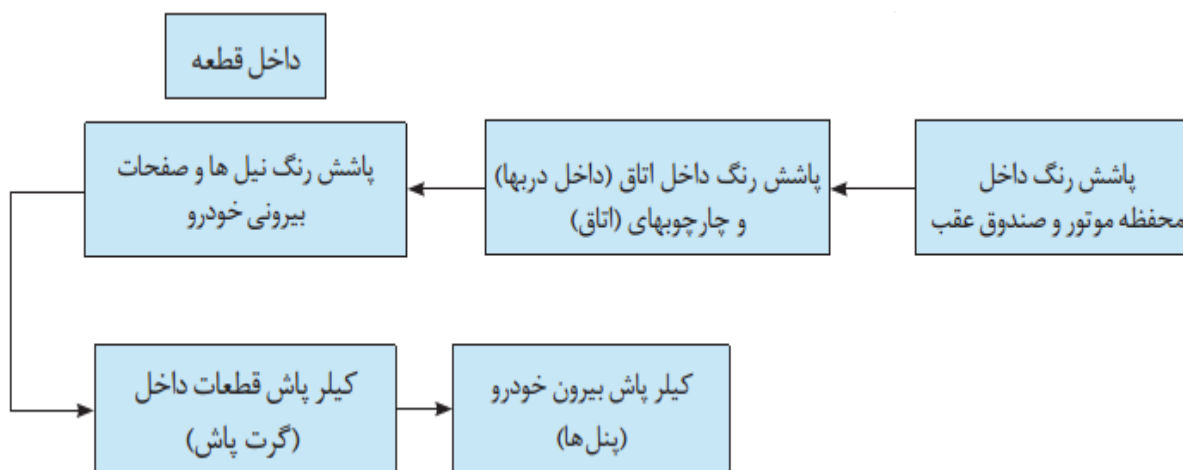 داخل قطعه
پاشش رنگ داخل
محفظه موتور و صندوق عقب
پاشش رنگ داخل اتاق (داخل دربها)
و چارچوبهای (اتاق)
پاشش رنگ نیل ها و صفحات
بیرونی خودرو
کیلر پاش قطعات داخل
(گرت پاش)
کیلر پاش بیرون خودرو
(پنل‌ها)